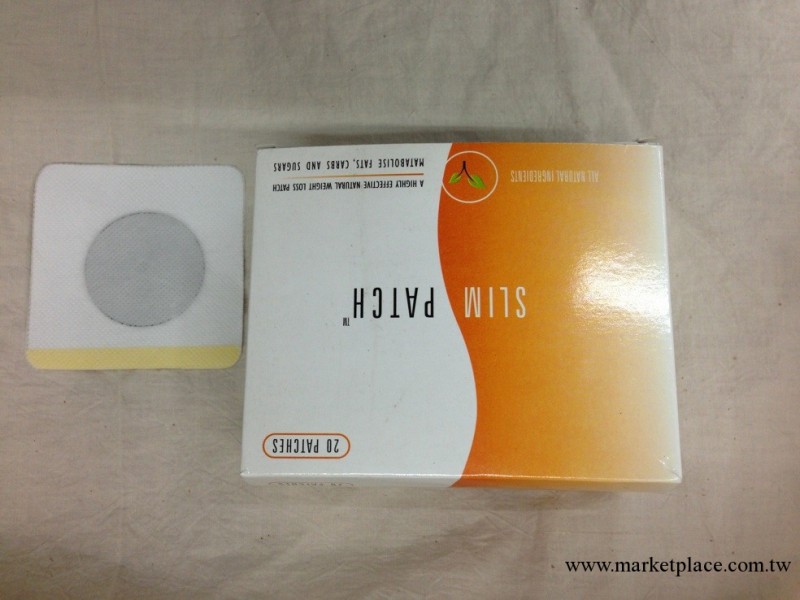 ALL NATURAL INGREDIENTS
SLIM PATCH™
20 PATCHES
A HIGHLY EFFECTIVE NATURAL WEIGHT LOSS PATCH
MATABOLISE FATS, CARBS AND SUGARS
www.marketplace.com.tw